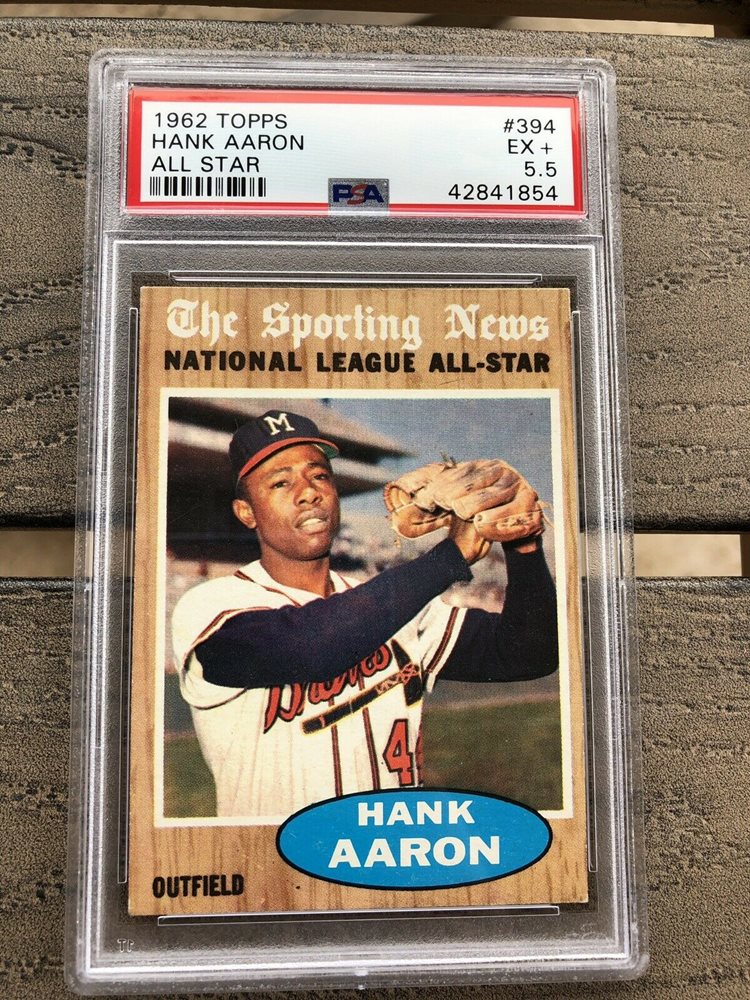 1962 TOPPS #394
HANK AARON EX +
ALL STAR 5.5
PSA 42841854
The Sporting News
NATIONAL LEAGUE ALL-STAR
M
Braves
44
HANK
AARON
OUTFIELD